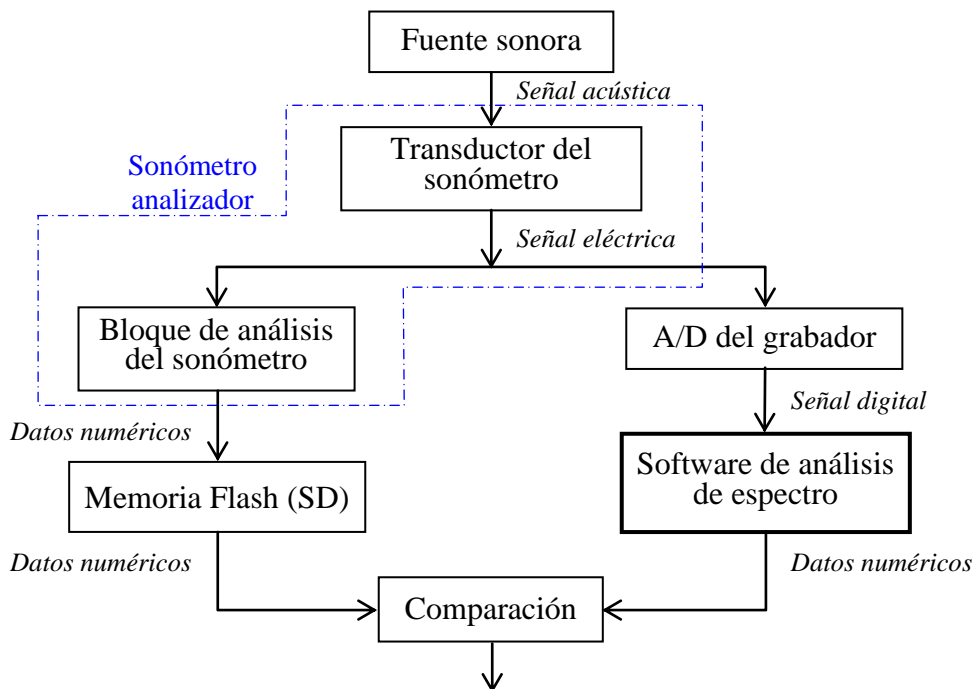 Fuente sonora
Señal acústica
Sonómetro
analizador
Transductor del
sonómetro
Señal eléctrica
Bloque de análisis
del sonómetro
A/D del grabador
Datos numéricos
Señal digital
Memoria Flash (SD)
Software de análisis
de espectro
Datos numéricos
Datos numéricos
Comparación